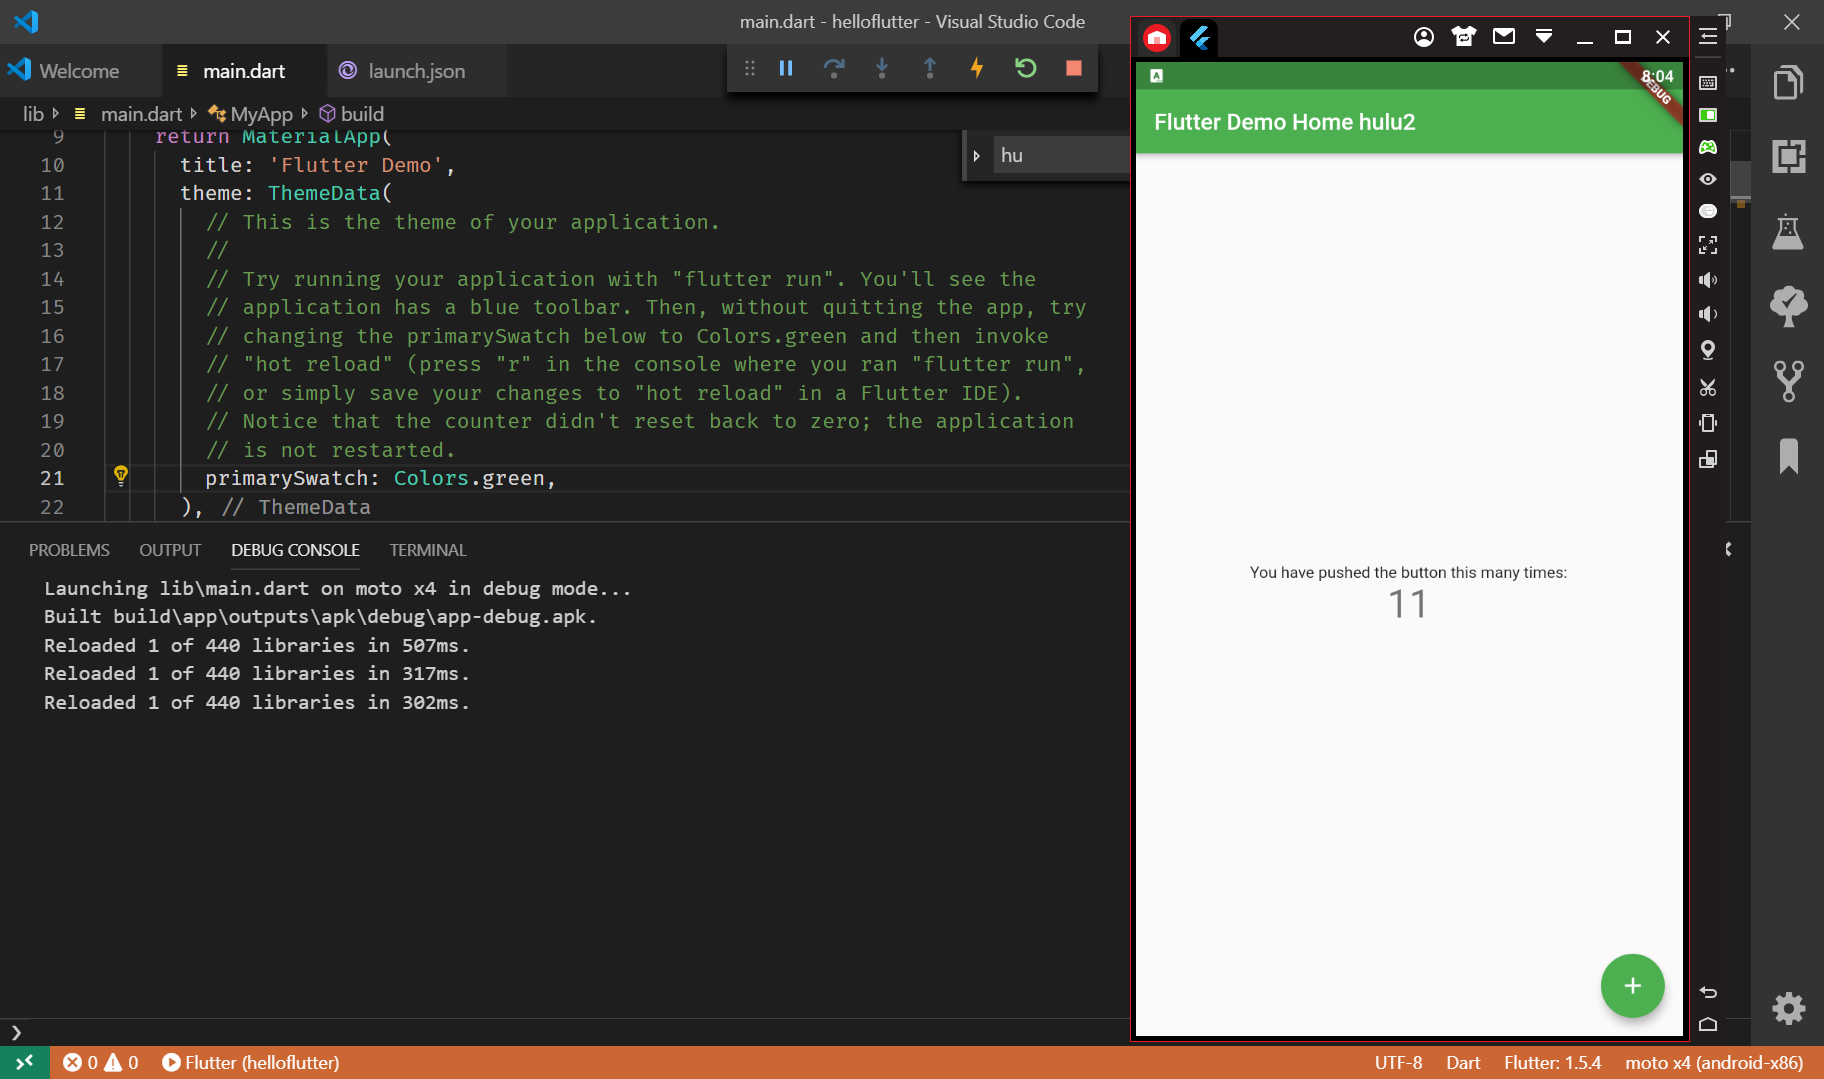 main.dart - helloflutter - Visual Studio Code
Welcome
main.dart
launch.json
lib
main.dart
MyApp
build
9 return MaterialApp(
10 title: 'Flutter Demo',
11 theme: ThemeData(
12 // This is the theme of your application.
13 //
14 // Try running your application with "flutter run". You'll see the
15 // application has a blue toolbar. Then, without quitting the app, try
16 // changing the primarySwatch below to Colors.green and then invoke
17 // "hot reload" (press "r" in the console where you ran "flutter run",
18 // or simply save your changes to "hot reload" in a Flutter IDE).
19 // Notice that the counter didn't reset back to zero; the application
20 // is not restarted.
21 primarySwatch: Colors.green,
22 ), // ThemeData
hu
PROBLEMS
OUTPUT
DEBUG CONSOLE
TERMINAL
Launching lib\main.dart on moto x4 in debug mode...
Built build\app\outputs\apk\debug\app-debug.apk.
Reloaded 1 of 440 libraries in 507ms.
Reloaded 1 of 440 libraries in 317ms.
Reloaded 1 of 440 libraries in 302ms.
A
8:04
DEBUG
Flutter Demo Home hulu2
You have pushed the button this many times:
11
+
0
0
Flutter (helloflutter)
UTF-8
Dart
Flutter: 1.5.4
moto x4 (android-x86)